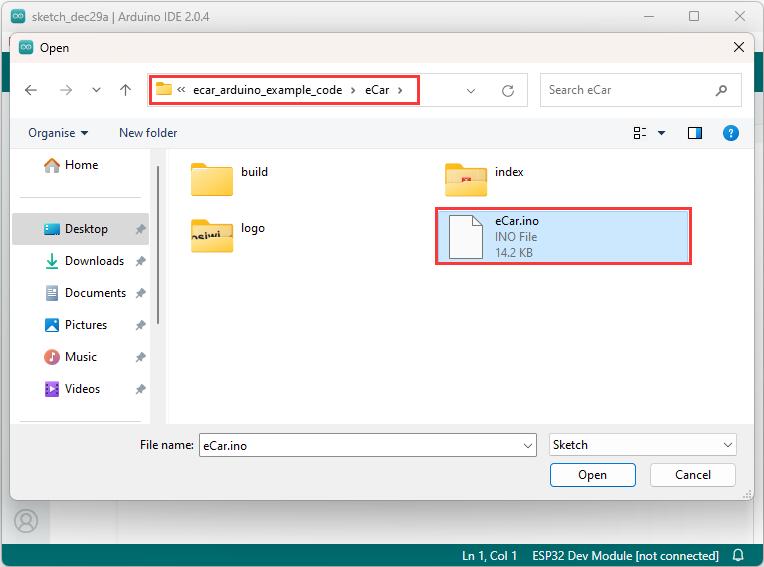 sketch_dec29a | Arduino IDE 2.0.4
Open
« ecar_arduino_example_code > eCar >
Search eCar
Organise
New folder
?
Home
Desktop
Downloads
Documents
Pictures
Music
Videos
build
index
logo
eCar.ino
INO File
14.2 KB
File name:
eCar.ino
Sketch
Open
Cancel
Ln 1, Col 1
ESP32 Dev Module [not connected]